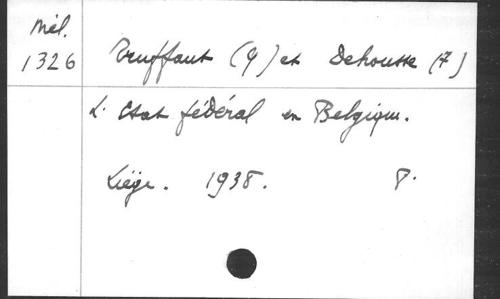 Mél.
1326
Truffaut (G) et Dehousse (F)
L'Etat fédéral en Belgique.
Liège. 1938. 8°